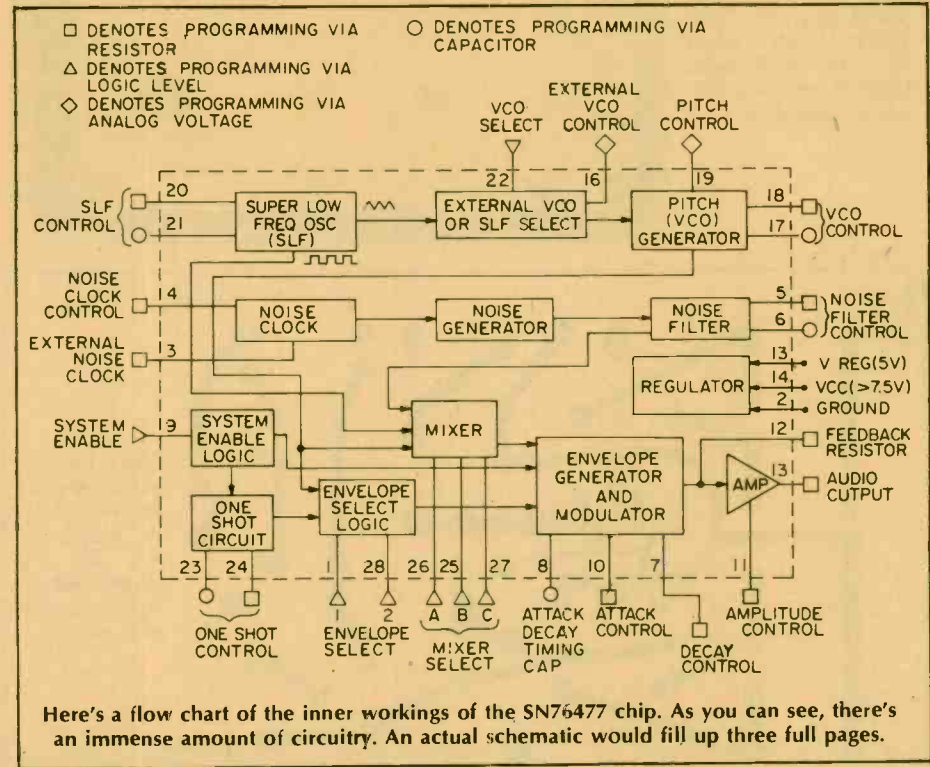 □ DENOTES PROGRAMMING VIA
RESISTOR
△ DENOTES PROGRAMMING VIA
LOGIC LEVEL
◇ DENOTES PROGRAMMING VIA
ANALOG VOLTAGE
○ DENOTES PROGRAMMING VIA
CAPACITOR
VCO
SELECT
EXTERNAL
VCO
CONTROL
PITCH
CONTROL
22
16
19
SLF
CONTROL
20
21
SUPER LOW
FREQ OSC
(SLF)
EXTERNAL VCO
OR SLF SELECT
PITCH
(VCO)
GENERATOR
18
17
VCO
CONTROL
NOISE
CLOCK
CONTROL
4
NOISE
CLOCK
NOISE
GENERATOR
NOISE
FILTER
5
6
NOISE
FILTER
CONTROL
EXTERNAL
NOISE
CLOCK
3
REGULATOR
13
V REG(5V)
14
VCC(>7.5V)
2
GROUND
SYSTEM
ENABLE
9
SYSTEM
ENABLE
LOGIC
MIXER
ENVELOPE
GENERATOR
AND
MODULATOR
12
FEEDBACK
RESISTOR
AMP
13
AUDIO
CUTPUT
ONE
SHOT
CIRCUIT
ENVELOPE
SELECT
LOGIC
23
24
1
28
26
25
27
8
10
7
11
1
2
A
B
C
ONE SHOT
CONTROL
ENVELOPE
SELECT
MIXER
SELECT
ATTACK
DECAY
TIMING
CAP
ATTACK
CONTROL
DECAY
CONTROL
AMPLITUDE
CONTROL
Here's a flow chart of the inner workings of the SN76477 chip. As you can see, there's
an immense amount of circuitry. An actual schematic would fill up three full pages.